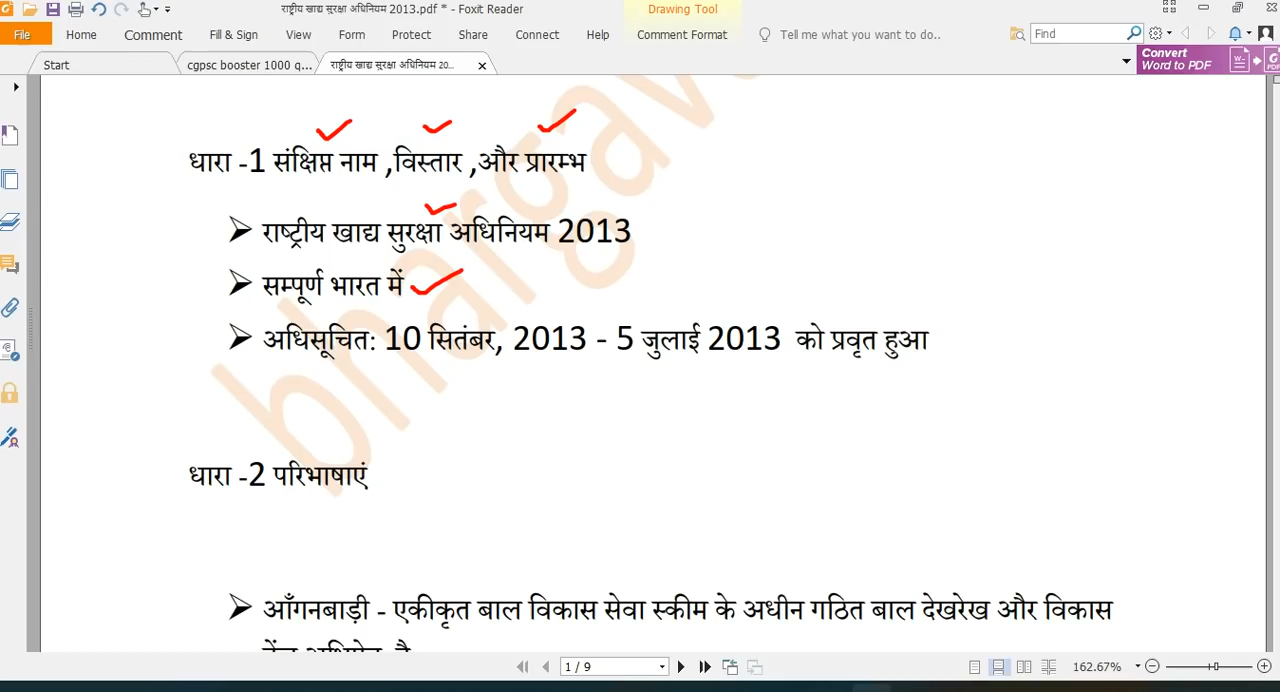 राष्ट्रीय खाद्य सुरक्षा अधिनियम 2013.pdf * - Foxit Reader
Drawing Tool
File Home Comment Fill & Sign View Form Protect Share Connect Help Comment Format Tell me what you want to do.. Find
Start cgpsc booster 1000 q... राष्ट्रीय खाद्य सुरक्षा अधिनियम 20...
Convert
Word to PDF
bhargav
धारा -1 संक्षिप्त नाम ,विस्तार ,और प्रारम्भ
➢ राष्ट्रीय खाद्य सुरक्षा अधिनियम 2013
➢ सम्पूर्ण भारत में
➢ अधिसूचित: 10 सितंबर, 2013 - 5 जुलाई 2013 को प्रवृत हुआ
धारा -2 परिभाषाएं
➢ आँगनबाड़ी - एकीकृत बाल विकास सेवा स्कीम के अधीन गठित बाल देखरेख और विकास
1 / 9
162.67%